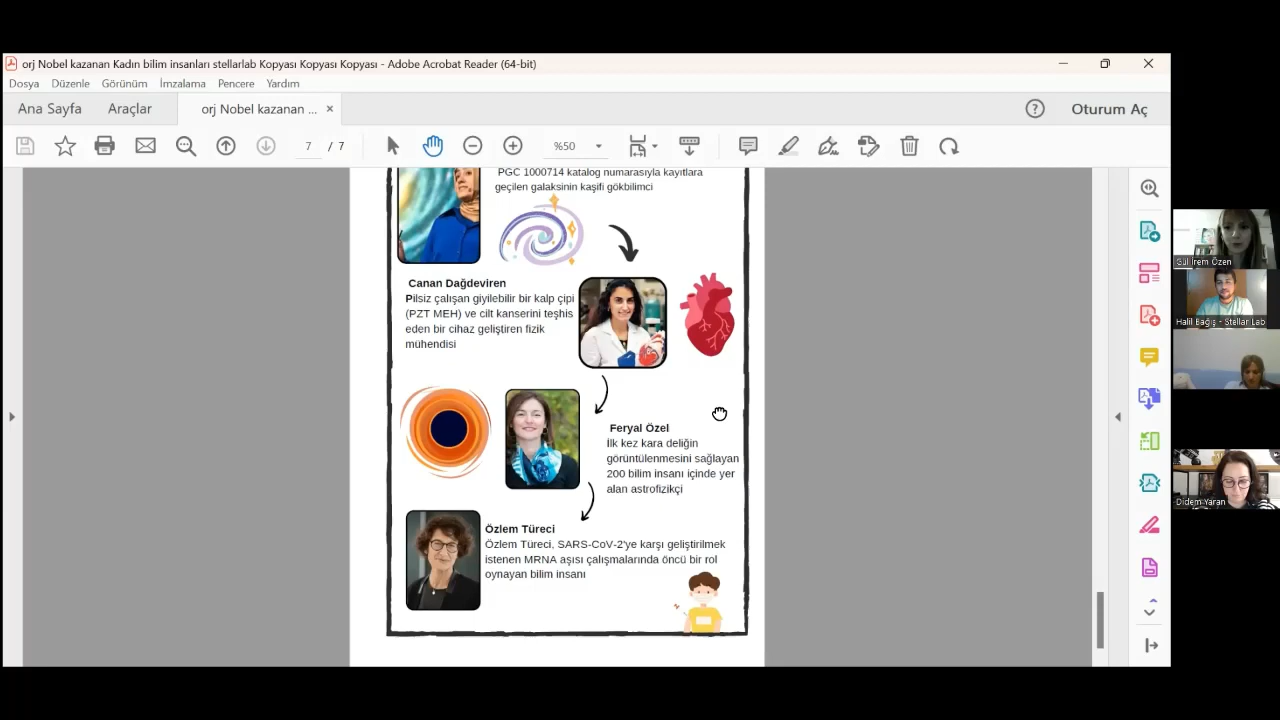 orj Nobel kazanan Kadın bilim insanları stellarlab Kopyası Kopyası Kopyası - Adobe Acrobat Reader (64-bit)
Dosya Düzenle Görünüm İmzalama Pencere Yardım
Ana Sayfa Araçlar orj Nobel kazanan ... × Oturum Aç
7 / 7 %50
PGC 1000714 katalog numarasıyla kayıtlara
geçilen galaksinin kaşifi gökbilimci
Canan Dağdeviren
Pilsiz çalışan giyilebilir bir kalp çipi
(PZT MEH) ve cilt kanserini teşhis
eden bir cihaz geliştiren fizik
mühendisi
Feryal Özel
İlk kez kara deliğin
görüntülenmesini sağlayan
200 bilim insanı içinde yer
alan astrofizikçi
Özlem Türeci
Özlem Türeci, SARS-CoV-2'ye karşı geliştirilmek
istenen MRNA aşısı çalışmalarında öncü bir rol
oynayan bilim insanı
Gül İrem Özen
Halil Bağış - Stellar Lab
Didem Yaran